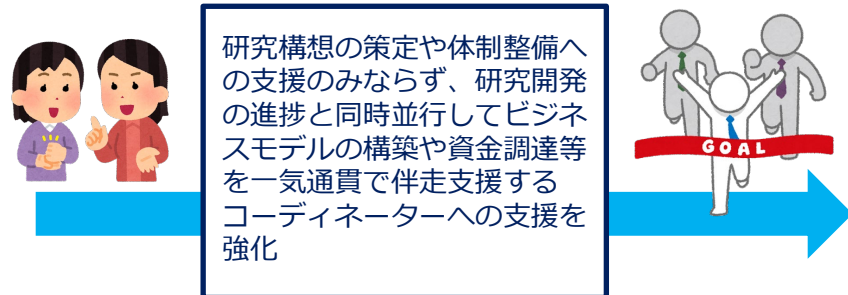 研究構想の策定や体制整備へ
の支援のみならず、研究開発
の進捗と同時並行してビジネ
スモデルの構築や資金調達等
を一気通貫で伴走支援する
コーディネーターへの支援を
強化
GOAL